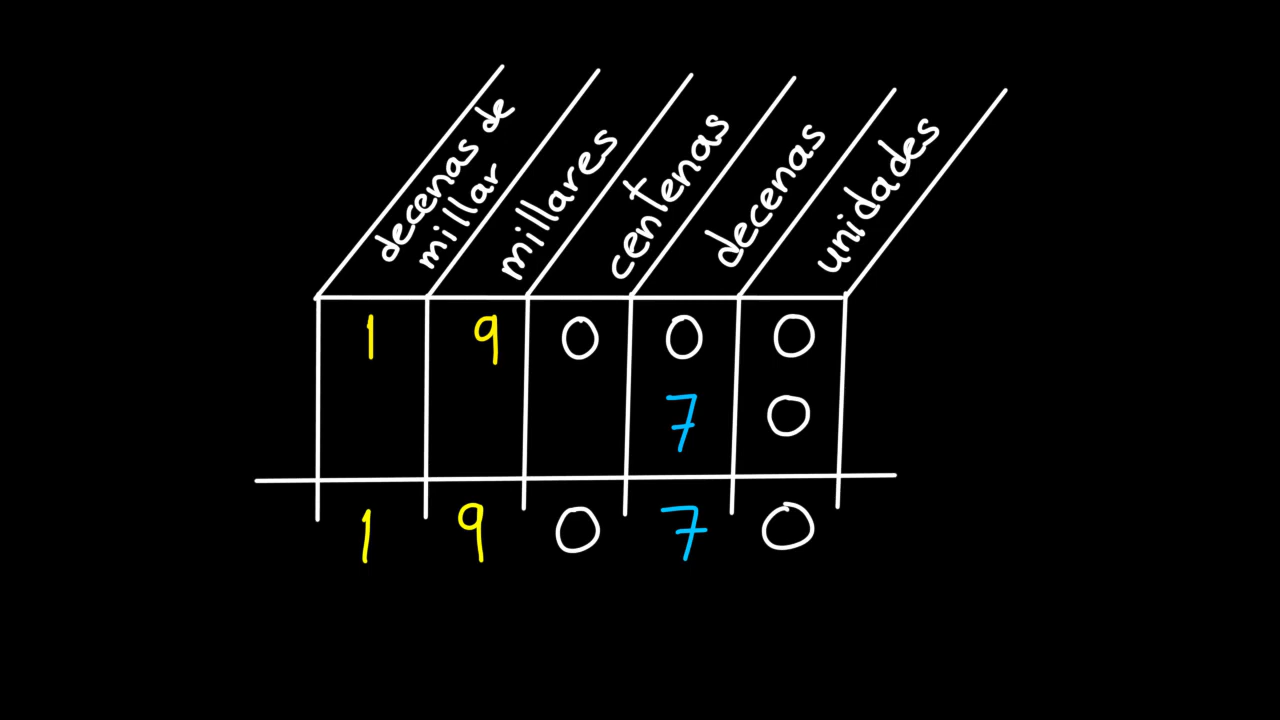 decenas de
millar
millares
centenas
decenas
unidades
1 9 0 0 0
7 0
1 9 0 7 0